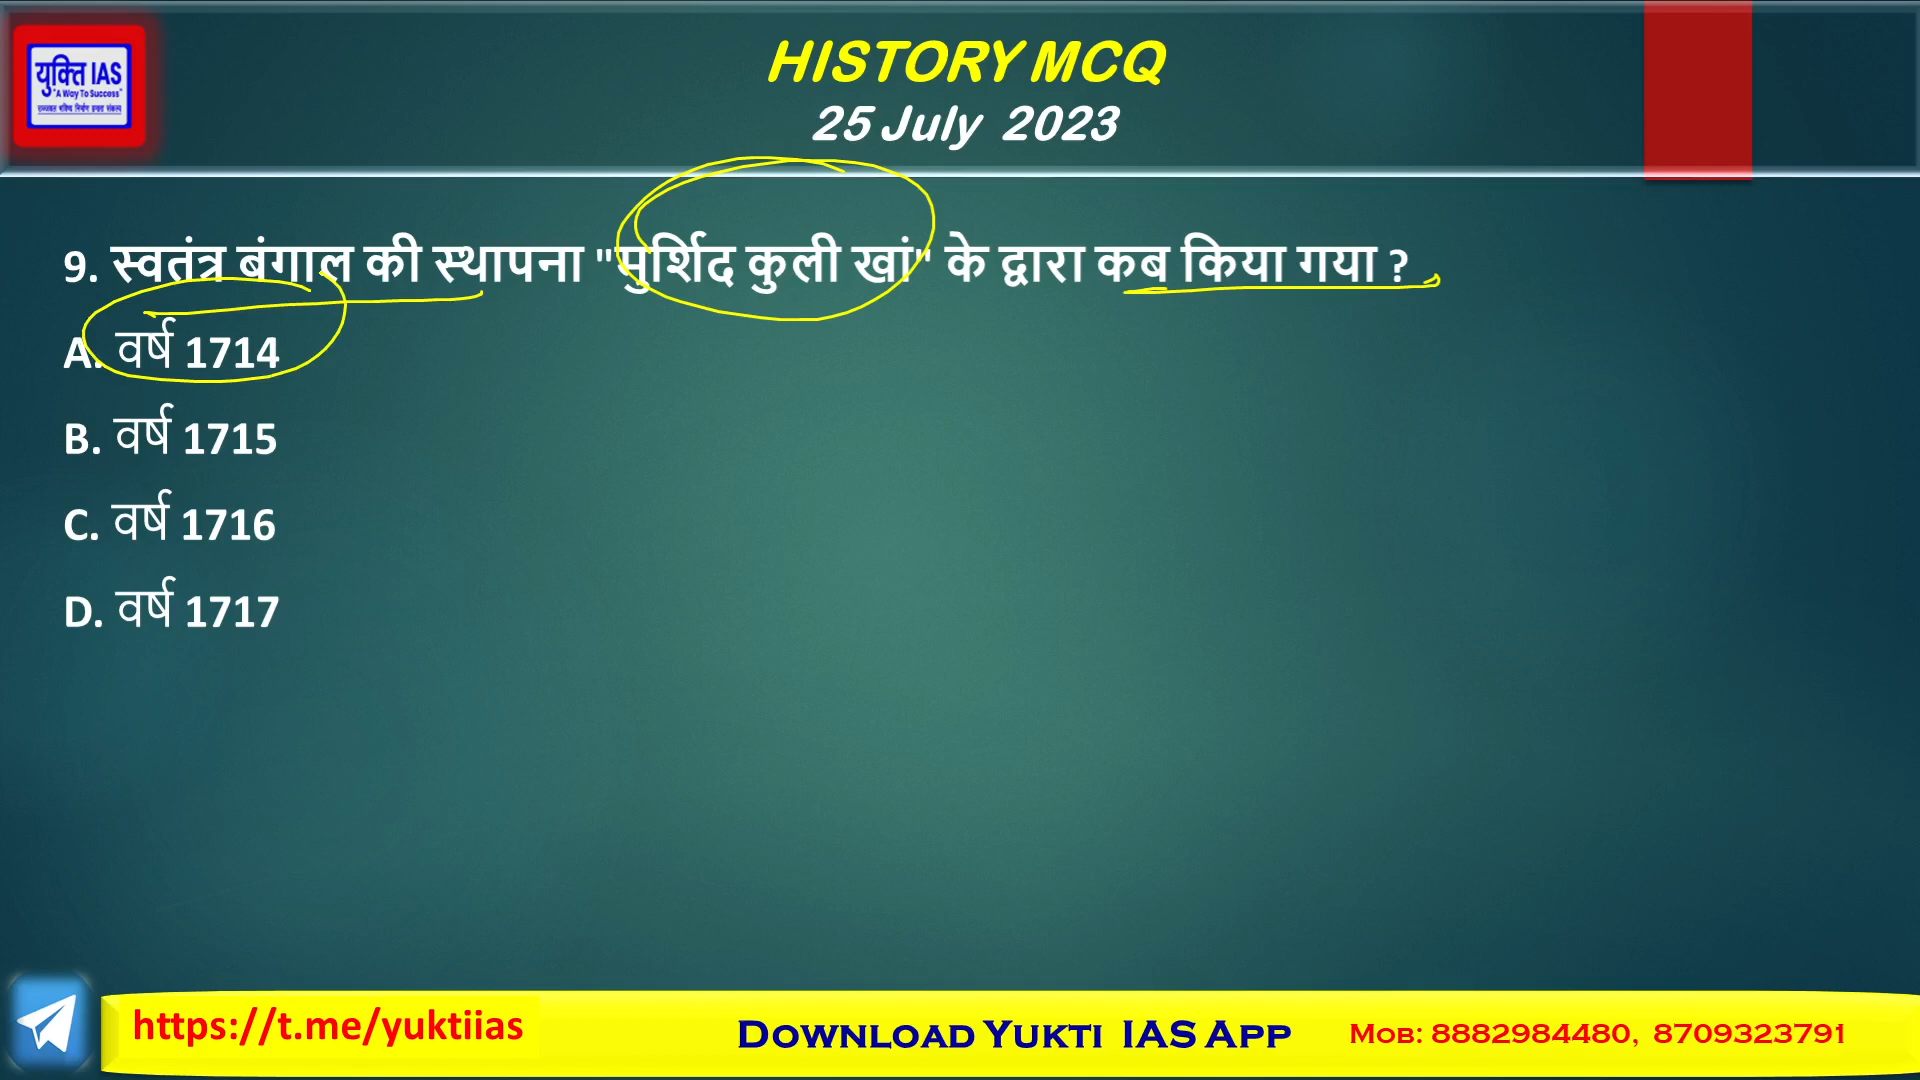 युक्ति IAS
"A Way To Success"
HISTORY MCQ
25 July 2023
9. स्वतंत्र बंगाल की स्थापना "मुर्शिद कुली खां" के द्वारा कब किया गया ?
A. वर्ष 1714
B. वर्ष 1715
C. वर्ष 1716
D. वर्ष 1717
https://t.me/yuktiias
DOWNLOAD YUKTI IAS APP
MOB: 8882984480, 8709323791